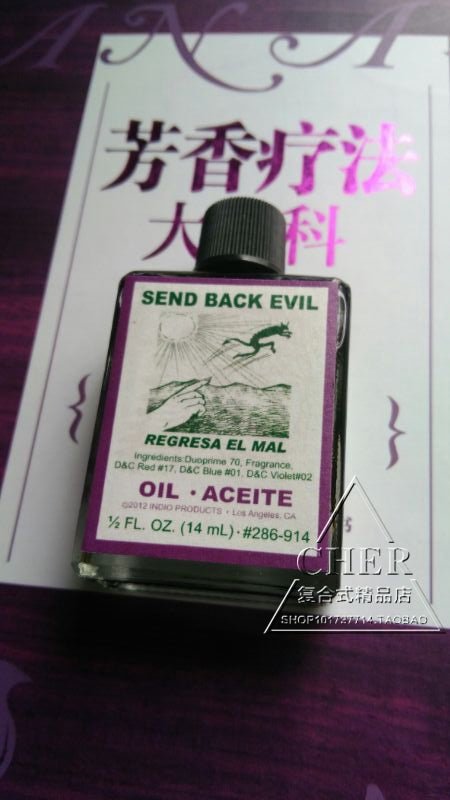 AN A
芳香疗法
大 科
SEND BACK EVIL
REGRESA EL MAL
Ingredients:Duoprime 70, Fragrance,
D&C Red #17, D&C Blue #01, D&C Violet#02
OIL · ACEITE
©2012 INDIO PRODUCTS · Los Angeles, CA
½ FL. OZ. (14 mL) · #286-914
CHER
复合式精品店
SHOP101737714.TAOBAO